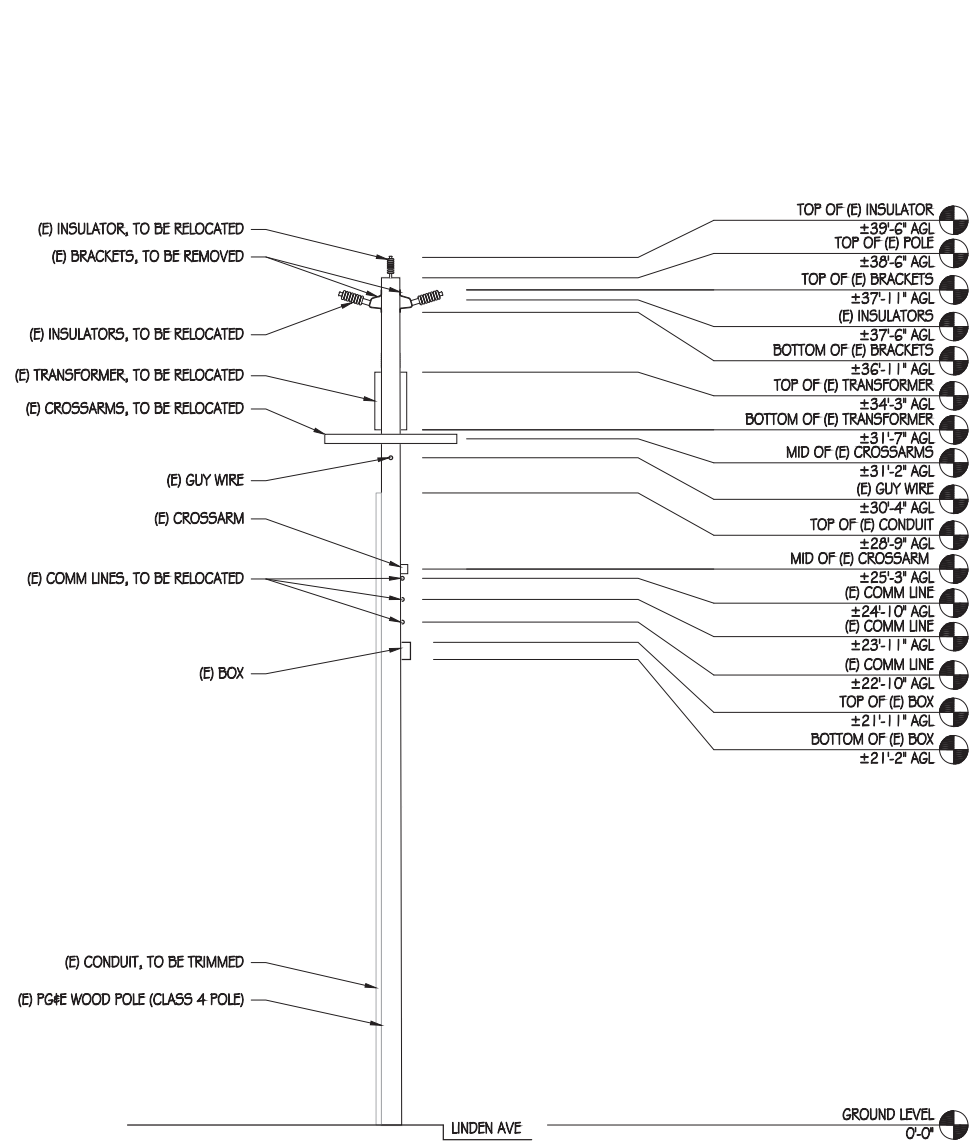 (E) INSULATOR, TO BE RELOCATED
(E) BRACKETS, TO BE REMOVED
(E) INSULATORS, TO BE RELOCATED
(E) TRANSFORMER, TO BE RELOCATED
(E) CROSSARMS, TO BE RELOCATED
(E) GUY WIRE
(E) CROSSARM
(E) COMM LINES, TO BE RELOCATED
(E) BOX
(E) CONDUIT, TO BE TRIMMED
(E) PG&E WOOD POLE (CLASS 4 POLE)
LINDEN AVE
TOP OF (E) INSULATOR
±39'-6" AGL
TOP OF (E) POLE
±38'-6" AGL
TOP OF (E) BRACKETS
±37'-11" AGL
(E) INSULATORS
±37'-6" AGL
BOTTOM OF (E) BRACKETS
±36'-11" AGL
TOP OF (E) TRANSFORMER
±34'-3" AGL
BOTTOM OF (E) TRANSFORMER
±31'-7" AGL
MID OF (E) CROSSARMS
±31'-2" AGL
(E) GUY WIRE
±30'-4" AGL
TOP OF (E) CONDUIT
±28'-9" AGL
MID OF (E) CROSSARM
±25'-3" AGL
(E) COMM LINE
±24'-10" AGL
(E) COMM LINE
±23'-11" AGL
(E) COMM LINE
±22'-10" AGL
TOP OF (E) BOX
±21'-11" AGL
BOTTOM OF (E) BOX
±21'-2" AGL
GROUND LEVEL
0'-0"